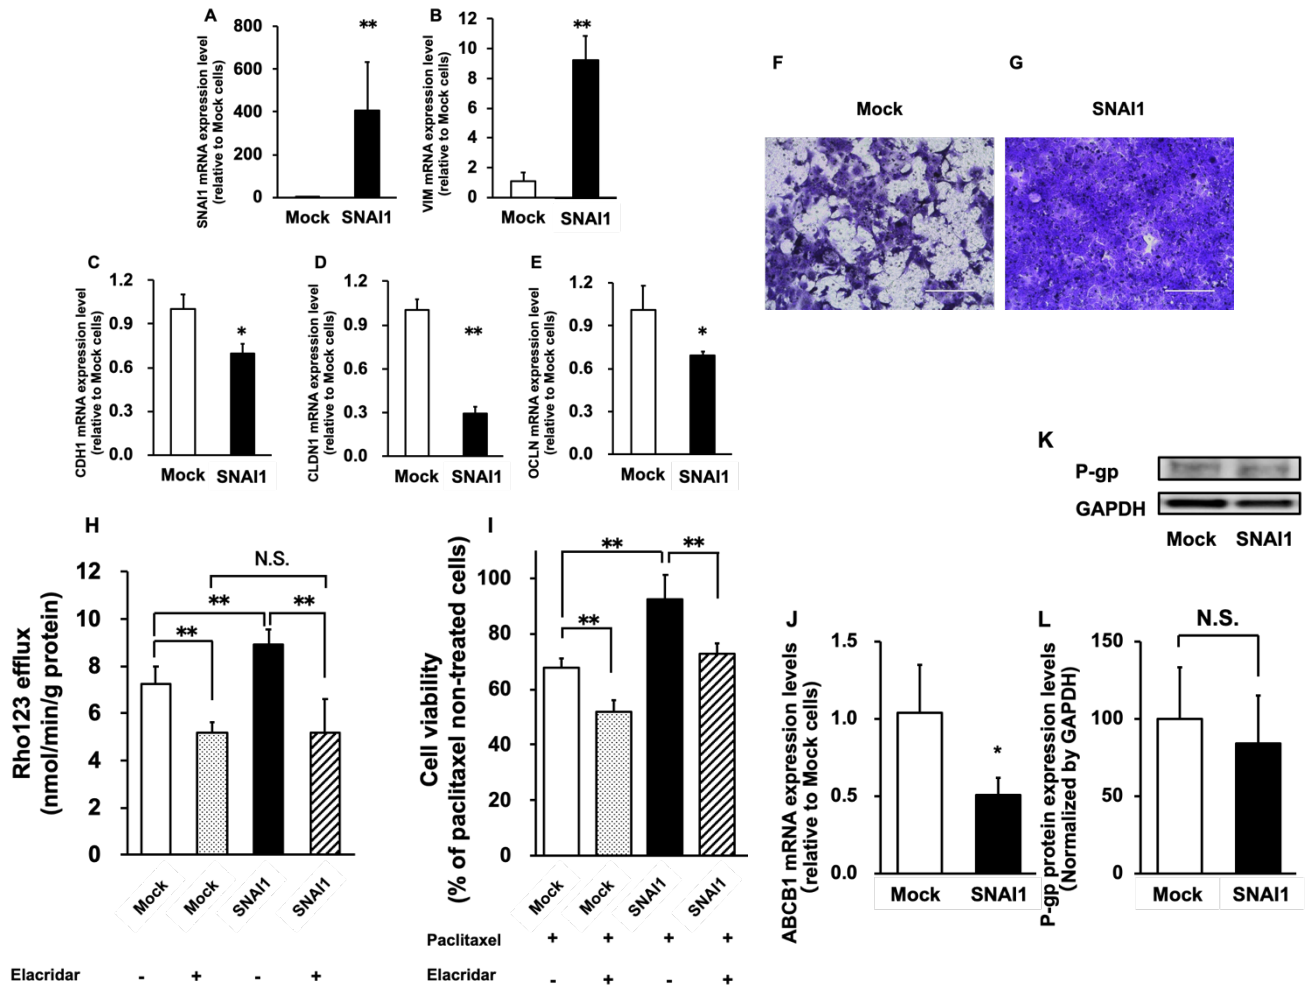 A
SNAI1 mRNA expression level
(relative to Mock cells)
800
600
400
200
0
**
Mock SNAI1
B
VIM mRNA expression level
(relative to Mock cells)
12
10
8
6
4
2
0
**
Mock SNAI1
C
CDH1 mRNA expression level
(relative to Mock cells)
1.2
0.9
0.6
0.3
0.0
*
Mock SNAI1
D
CLDN1 mRNA expression level
(relative to Mock cells)
1.2
0.9
0.6
0.3
0.0
**
Mock SNAI1
E
OCLN mRNA expression level
(relative to Mock cells)
1.2
0.9
0.6
0.3
0.0
*
Mock SNAI1
F
Mock
G
SNAI1
H
Rho123 efflux
(nmol/min/g protein)
12
10
8
6
4
2
0
N.S.
** **
**
Mock Mock SNAI1 SNAI1
Elacridar - + - +
I
Cell viability
(% of paclitaxel non-treated cells)
100
80
60
40
20
0
** **
**
Mock Mock SNAI1 SNAI1
Paclitaxel + + + +
Elacridar - + - +
J
ABCB1 mRNA expression levels
(relative to Mock cells)
1.5
1.0
0.5
0.0
*
Mock SNAI1
K
P-gp
GAPDH
Mock SNAI1
L
P-gp protein expression levels
(Normalized by GAPDH)
150
100
50
0
N.S.
Mock SNAI1